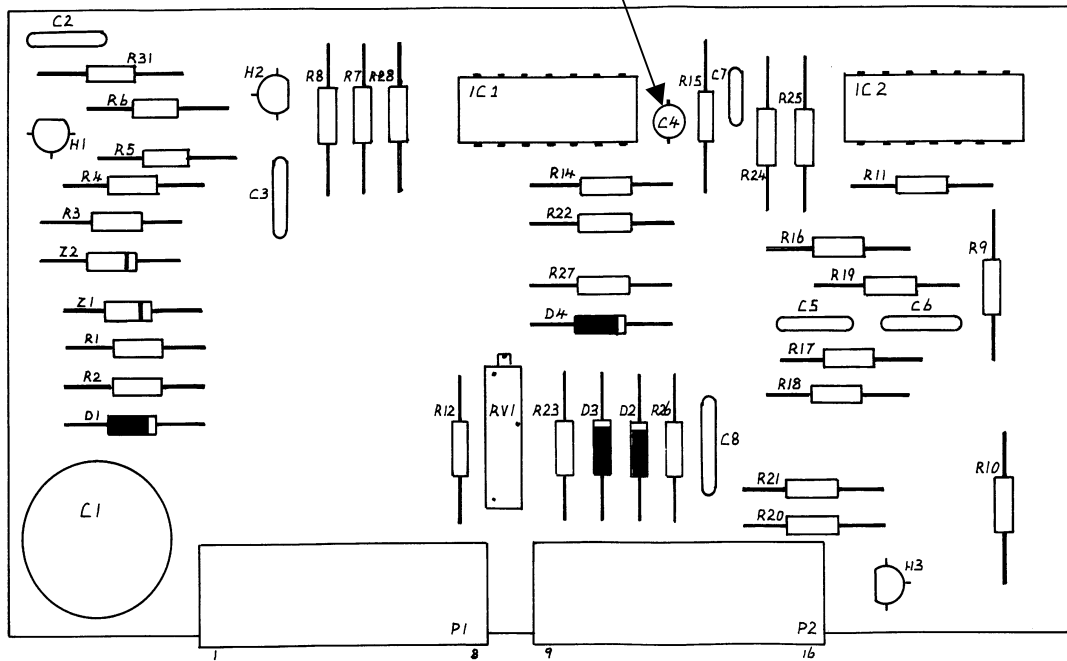 C2
R31
R6
H1
R5
R4
R3
Z2
Z1
R1
R2
D1
C1
H2
R8
R7
C3
IC1
C4
R15
C7
R24
R25
IC2
R14
R22
R27
D4
R11
R16
R19
R9
C5
C6
R17
R18
R12
RV1
R23
D3
D2
R26
C8
R21
R20
R10
H3
P1
P2
1
8
9
16